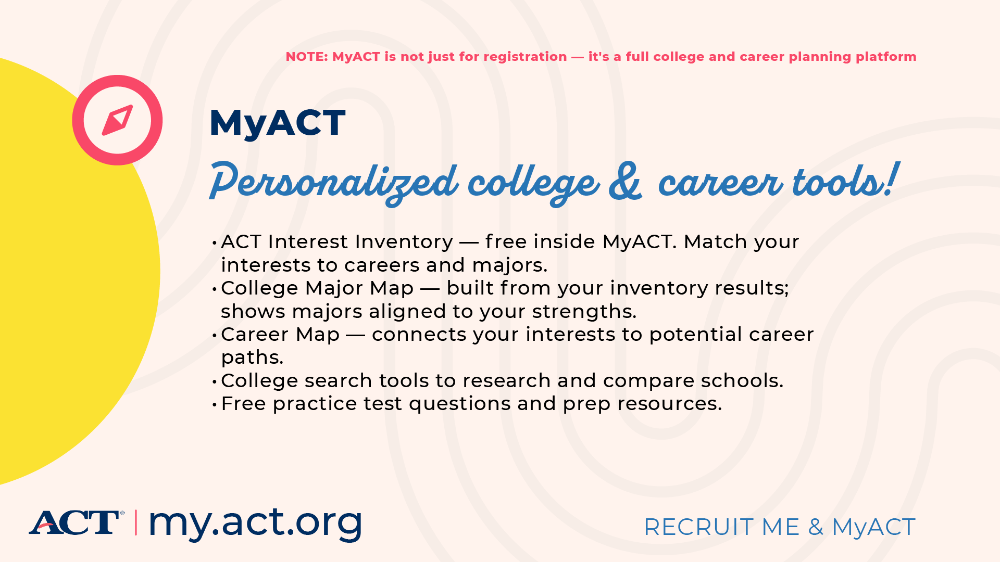 NOTE: MyACT is not just for registration — it's a full college and career planning platform
MyACT
Personalized college & career tools!
• ACT Interest Inventory — free inside MyACT. Match your
interests to careers and majors.
• College Major Map — built from your inventory results;
shows majors aligned to your strengths.
• Career Map — connects your interests to potential career
paths.
• College search tools to research and compare schools.
• Free practice test questions and prep resources.
ACT® | my.act.org
RECRUIT ME & MyACT